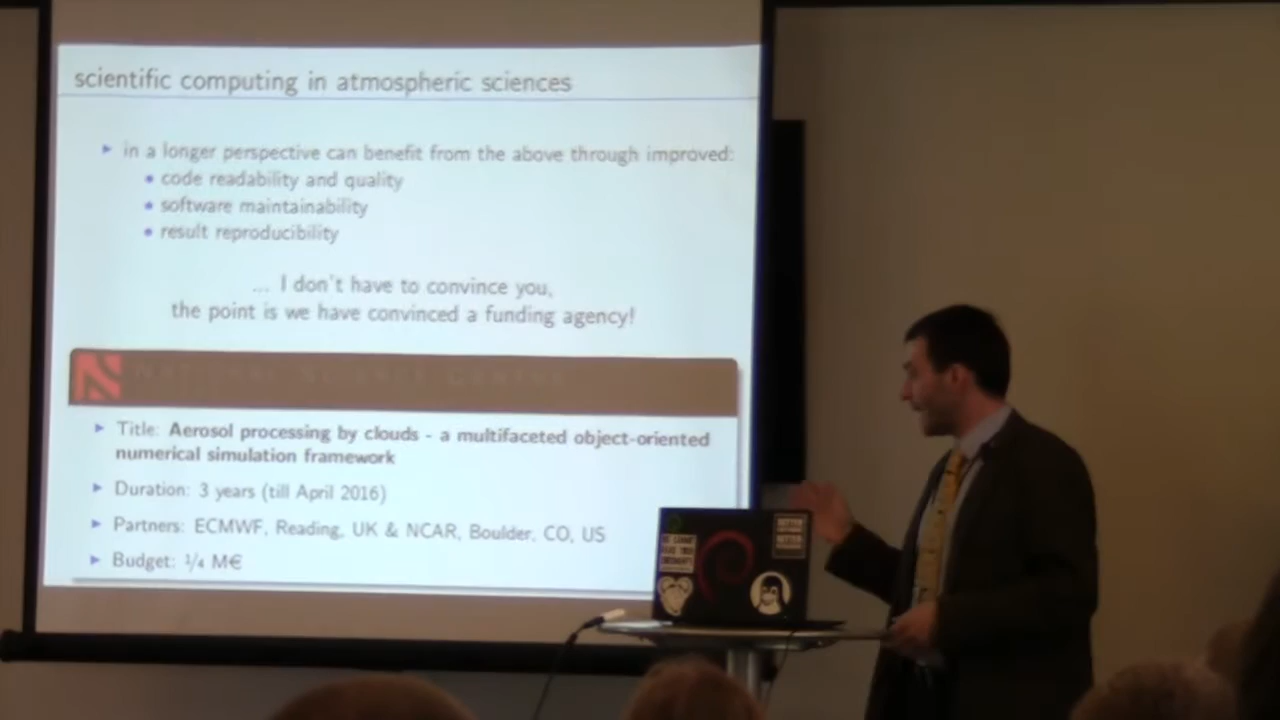 scientific computing in atmospheric sciences
▶ in a longer perspective can benefit from the above through improved:
• code readability and quality
• software maintainability
• result reproducibility
... I don't have to convince you,
the point is we have convinced a funding agency!
▶ Title: Aerosol processing by clouds - a multifaceted object-oriented
numerical simulation framework
▶ Duration: 3 years (till April 2016)
▶ Partners: ECMWF, Reading, UK & NCAR, Boulder, CO, US
▶ Budget: ¼ M€